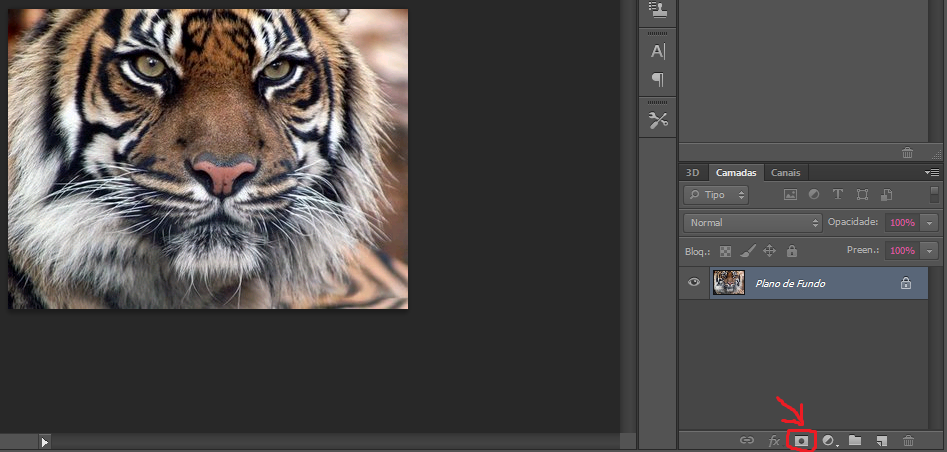 A|
3D Camadas Canais
Tipo
Normal Opacidade: 100%
Bloq.: Preen.: 100%
Plano de Fundo
fx